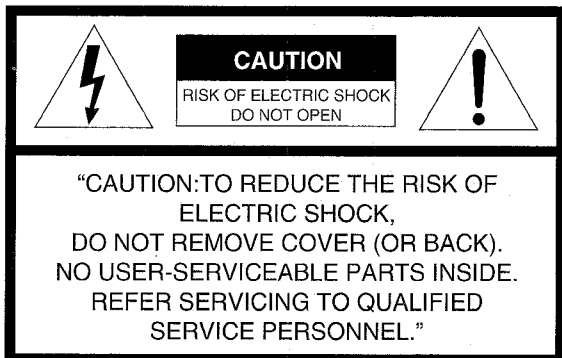 CAUTION
RISK OF ELECTRIC SHOCK
DO NOT OPEN
“CAUTION:TO REDUCE THE RISK OF
ELECTRIC SHOCK,
DO NOT REMOVE COVER (OR BACK).
NO USER-SERVICEABLE PARTS INSIDE.
REFER SERVICING TO QUALIFIED
SERVICE PERSONNEL.”